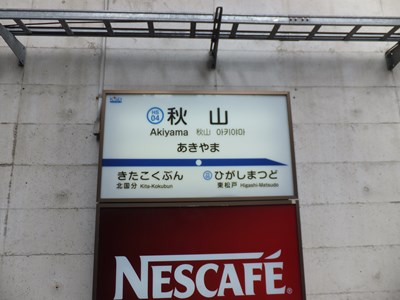 HS
04
秋山
Akiyama 秋山 아키야마
あきやま
きたこくぶん
ひがしまつど
北国分 Kita-Kokubun
東松戸 Higashi-Matsudo
NESCAFÉ